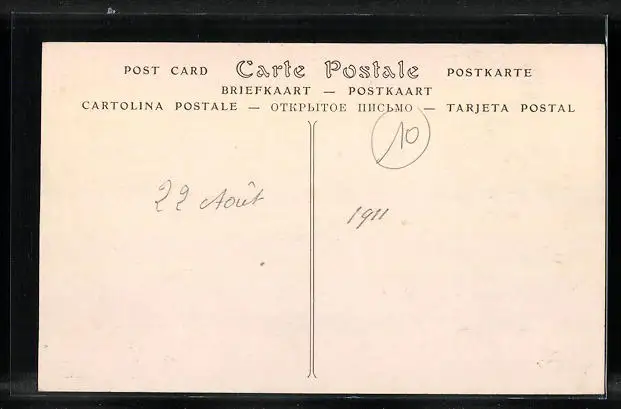 POST CARD Carte Postale POSTKARTE
BRIEFKAART — POSTKAART
CARTOLINA POSTALE — ОТКРЫТОЕ ПИСЬМО — TARJETA POSTAL
10
22 Août
1911